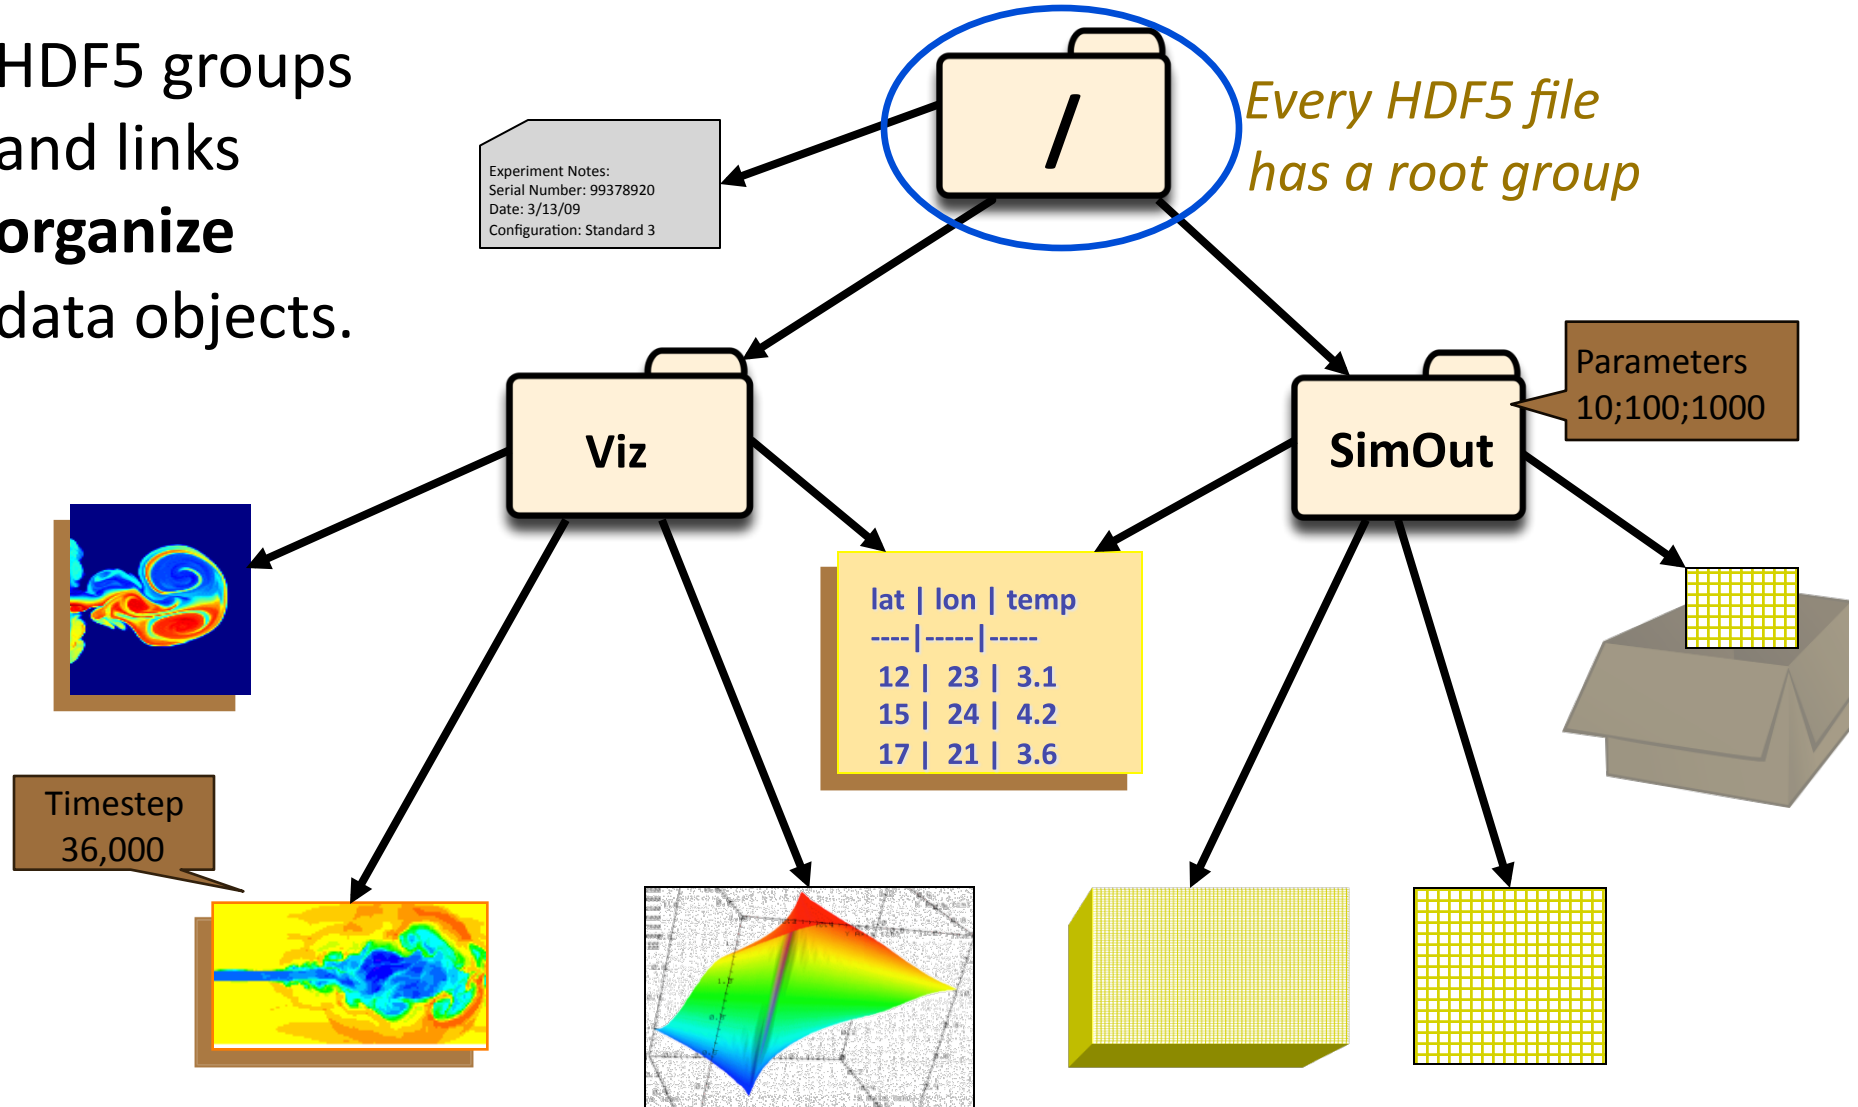 HDF5 groups
and links
organize
data objects.
/
Every HDF5 file
has a root group
Experiment Notes:
Serial Number: 99378920
Date: 3/13/09
Configuration: Standard 3
Viz
SimOut
Parameters
10;100;1000
lat | lon | temp
----|-----|-----
12 | 23 | 3.1
15 | 24 | 4.2
17 | 21 | 3.6
Timestep
36,000